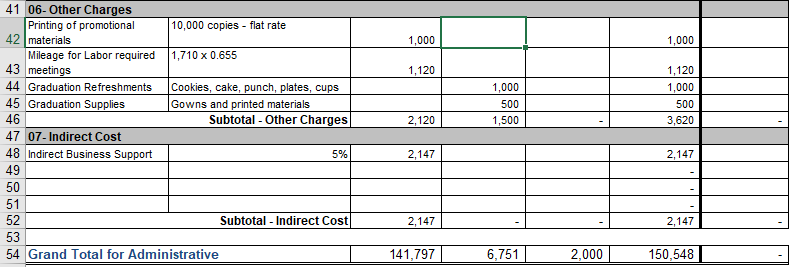 41 06- Other Charges
Printing of promotional 10,000 copies - flat rate
42 materials 1,000 1,000
Mileage for Labor required 1,710 x 0.655
43 meetings 1,120 1,120
44 Graduation Refreshments Cookies, cake, punch, plates, cups 1,000 1,000
45 Graduation Supplies Gowns and printed materials 500 500
46 Subtotal - Other Charges 2,120 1,500 - 3,620 -
47 07- Indirect Cost
48 Indirect Business Support 5% 2,147 2,147
49 -
50 -
51 -
52 Subtotal - Indirect Cost 2,147 - - 2,147 -
53
54 Grand Total for Administrative 141,797 6,751 2,000 150,548 -